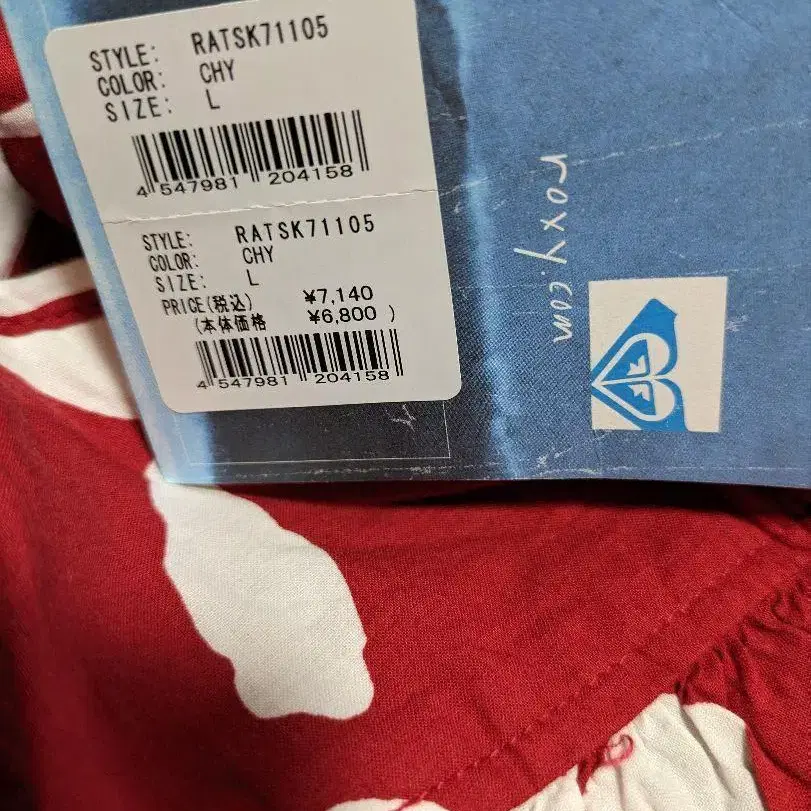 STYLE: RATSK71105
COLOR: CHY
SIZE: L
4 547981 204158
STYLE: RATSK71105
COLOR: CHY
SIZE: L
PRICE(税込) ¥7,140
(本体価格 ¥6,800 )
4 547981 204158
roxy.com